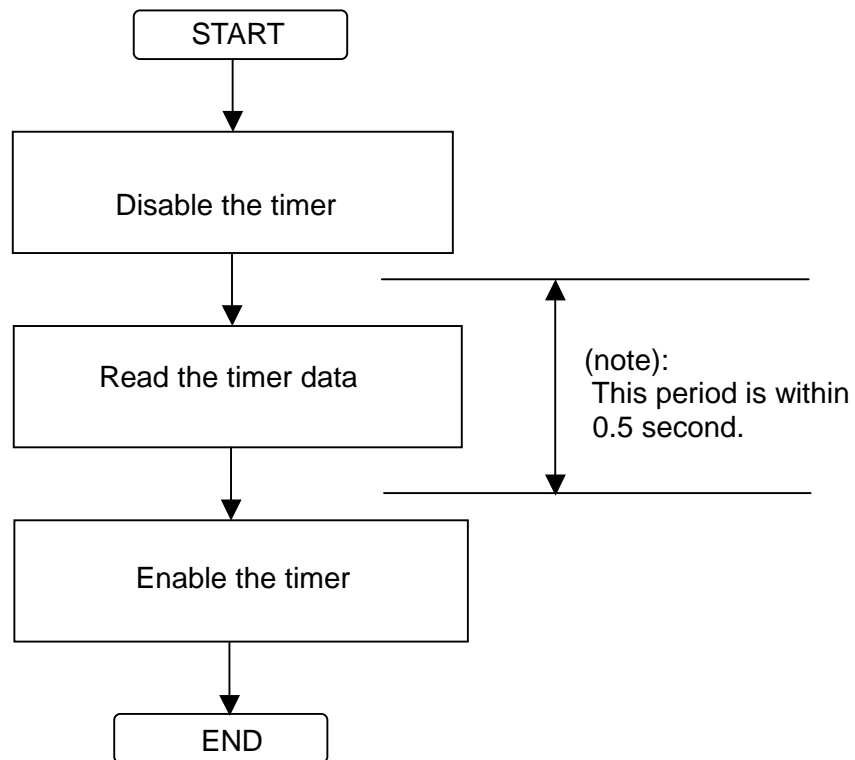 START
Disable the timer
Read the timer data
(note):
This period is within
0.5 second.
Enable the timer
END